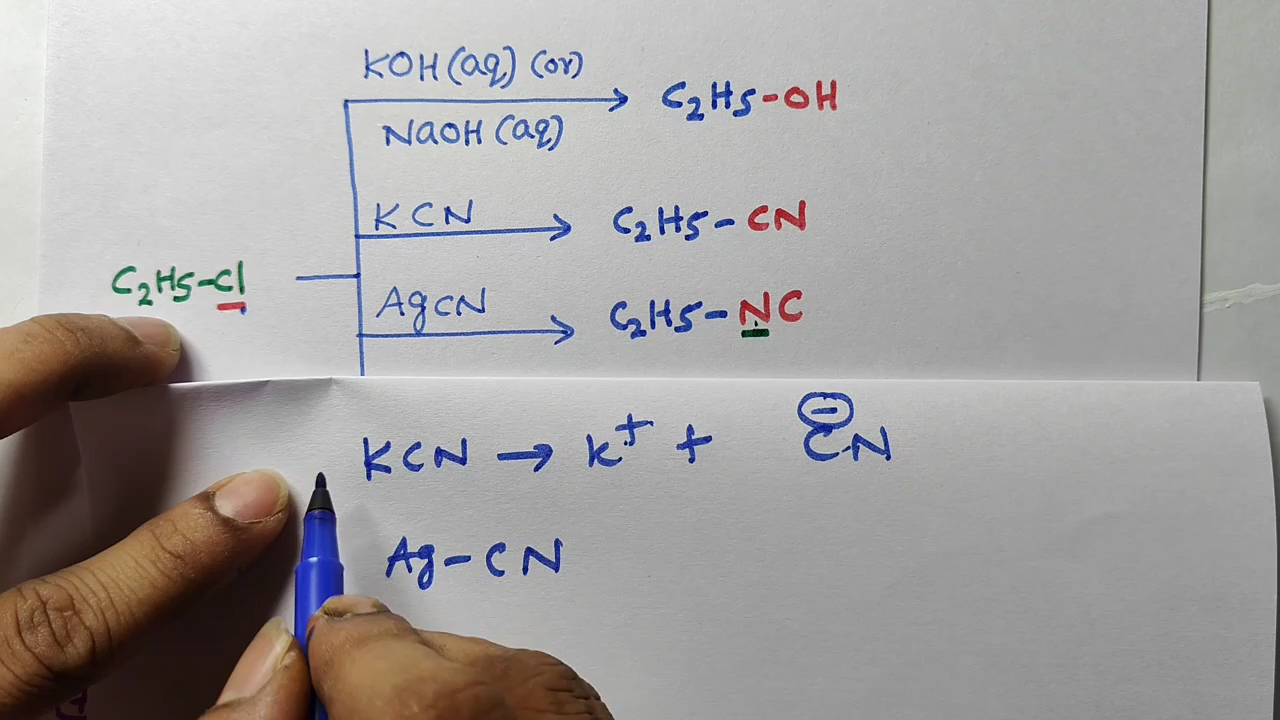 KOH(aq) (or)
NaOH(aq)
C2H5-OH
KCN
C2H5-CN
C2H5-Cl
AgCN
C2H5-NC
KCN → K+ + ⊖CN
Ag-CN